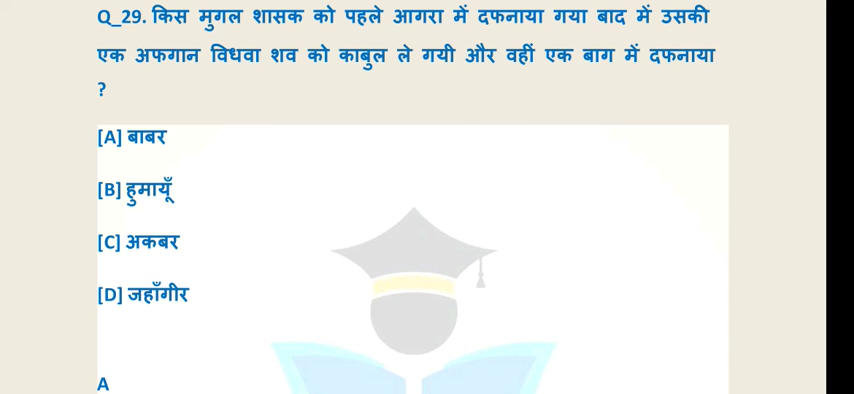 Q_29. किस मुगल शासक को पहले आगरा में दफनाया गया बाद में उसकी
एक अफगान विधवा शव को काबुल ले गयी और वहीं एक बाग में दफनाया
?
[A] बाबर
[B] हुमायूँ
[C] अकबर
[D] जहाँगीर
A